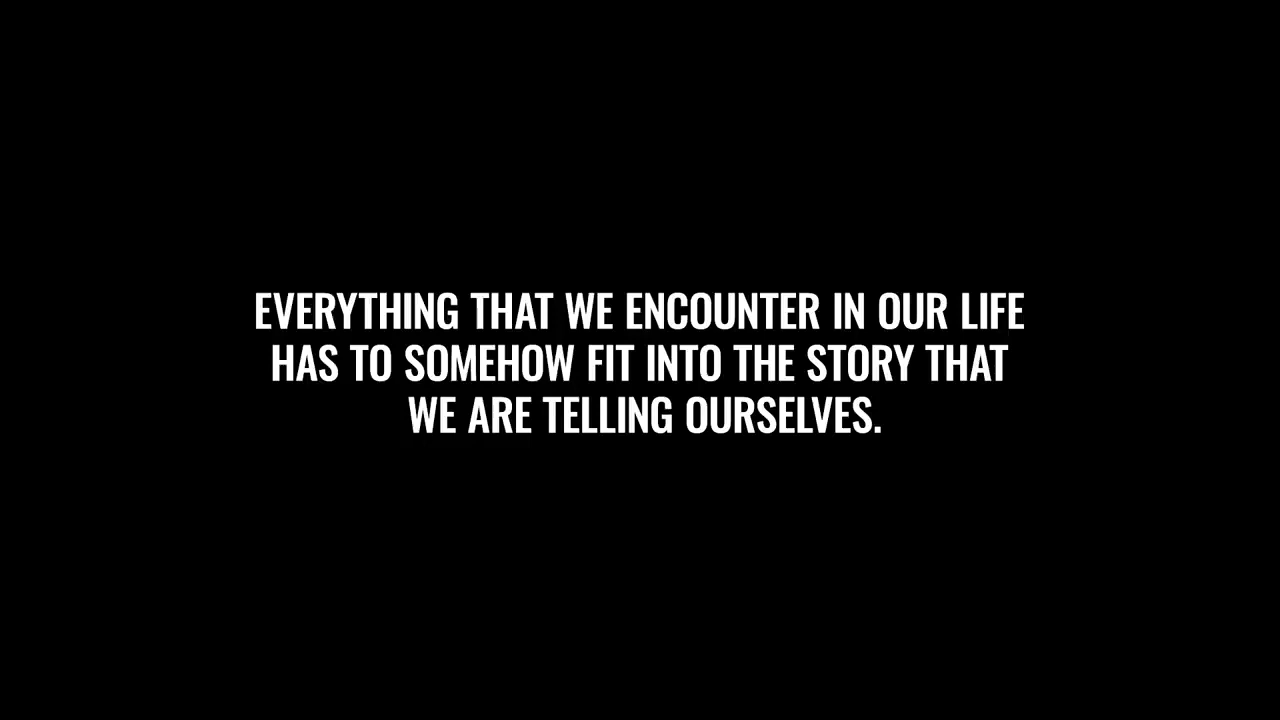 EVERYTHING THAT WE ENCOUNTER IN OUR LIFE
HAS TO SOMEHOW FIT INTO THE STORY THAT
WE ARE TELLING OURSELVES.